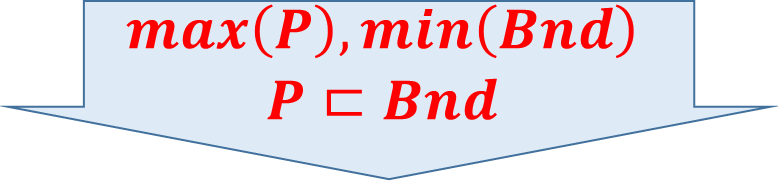 max(P), min(Bnd)
P ⊏ Bnd